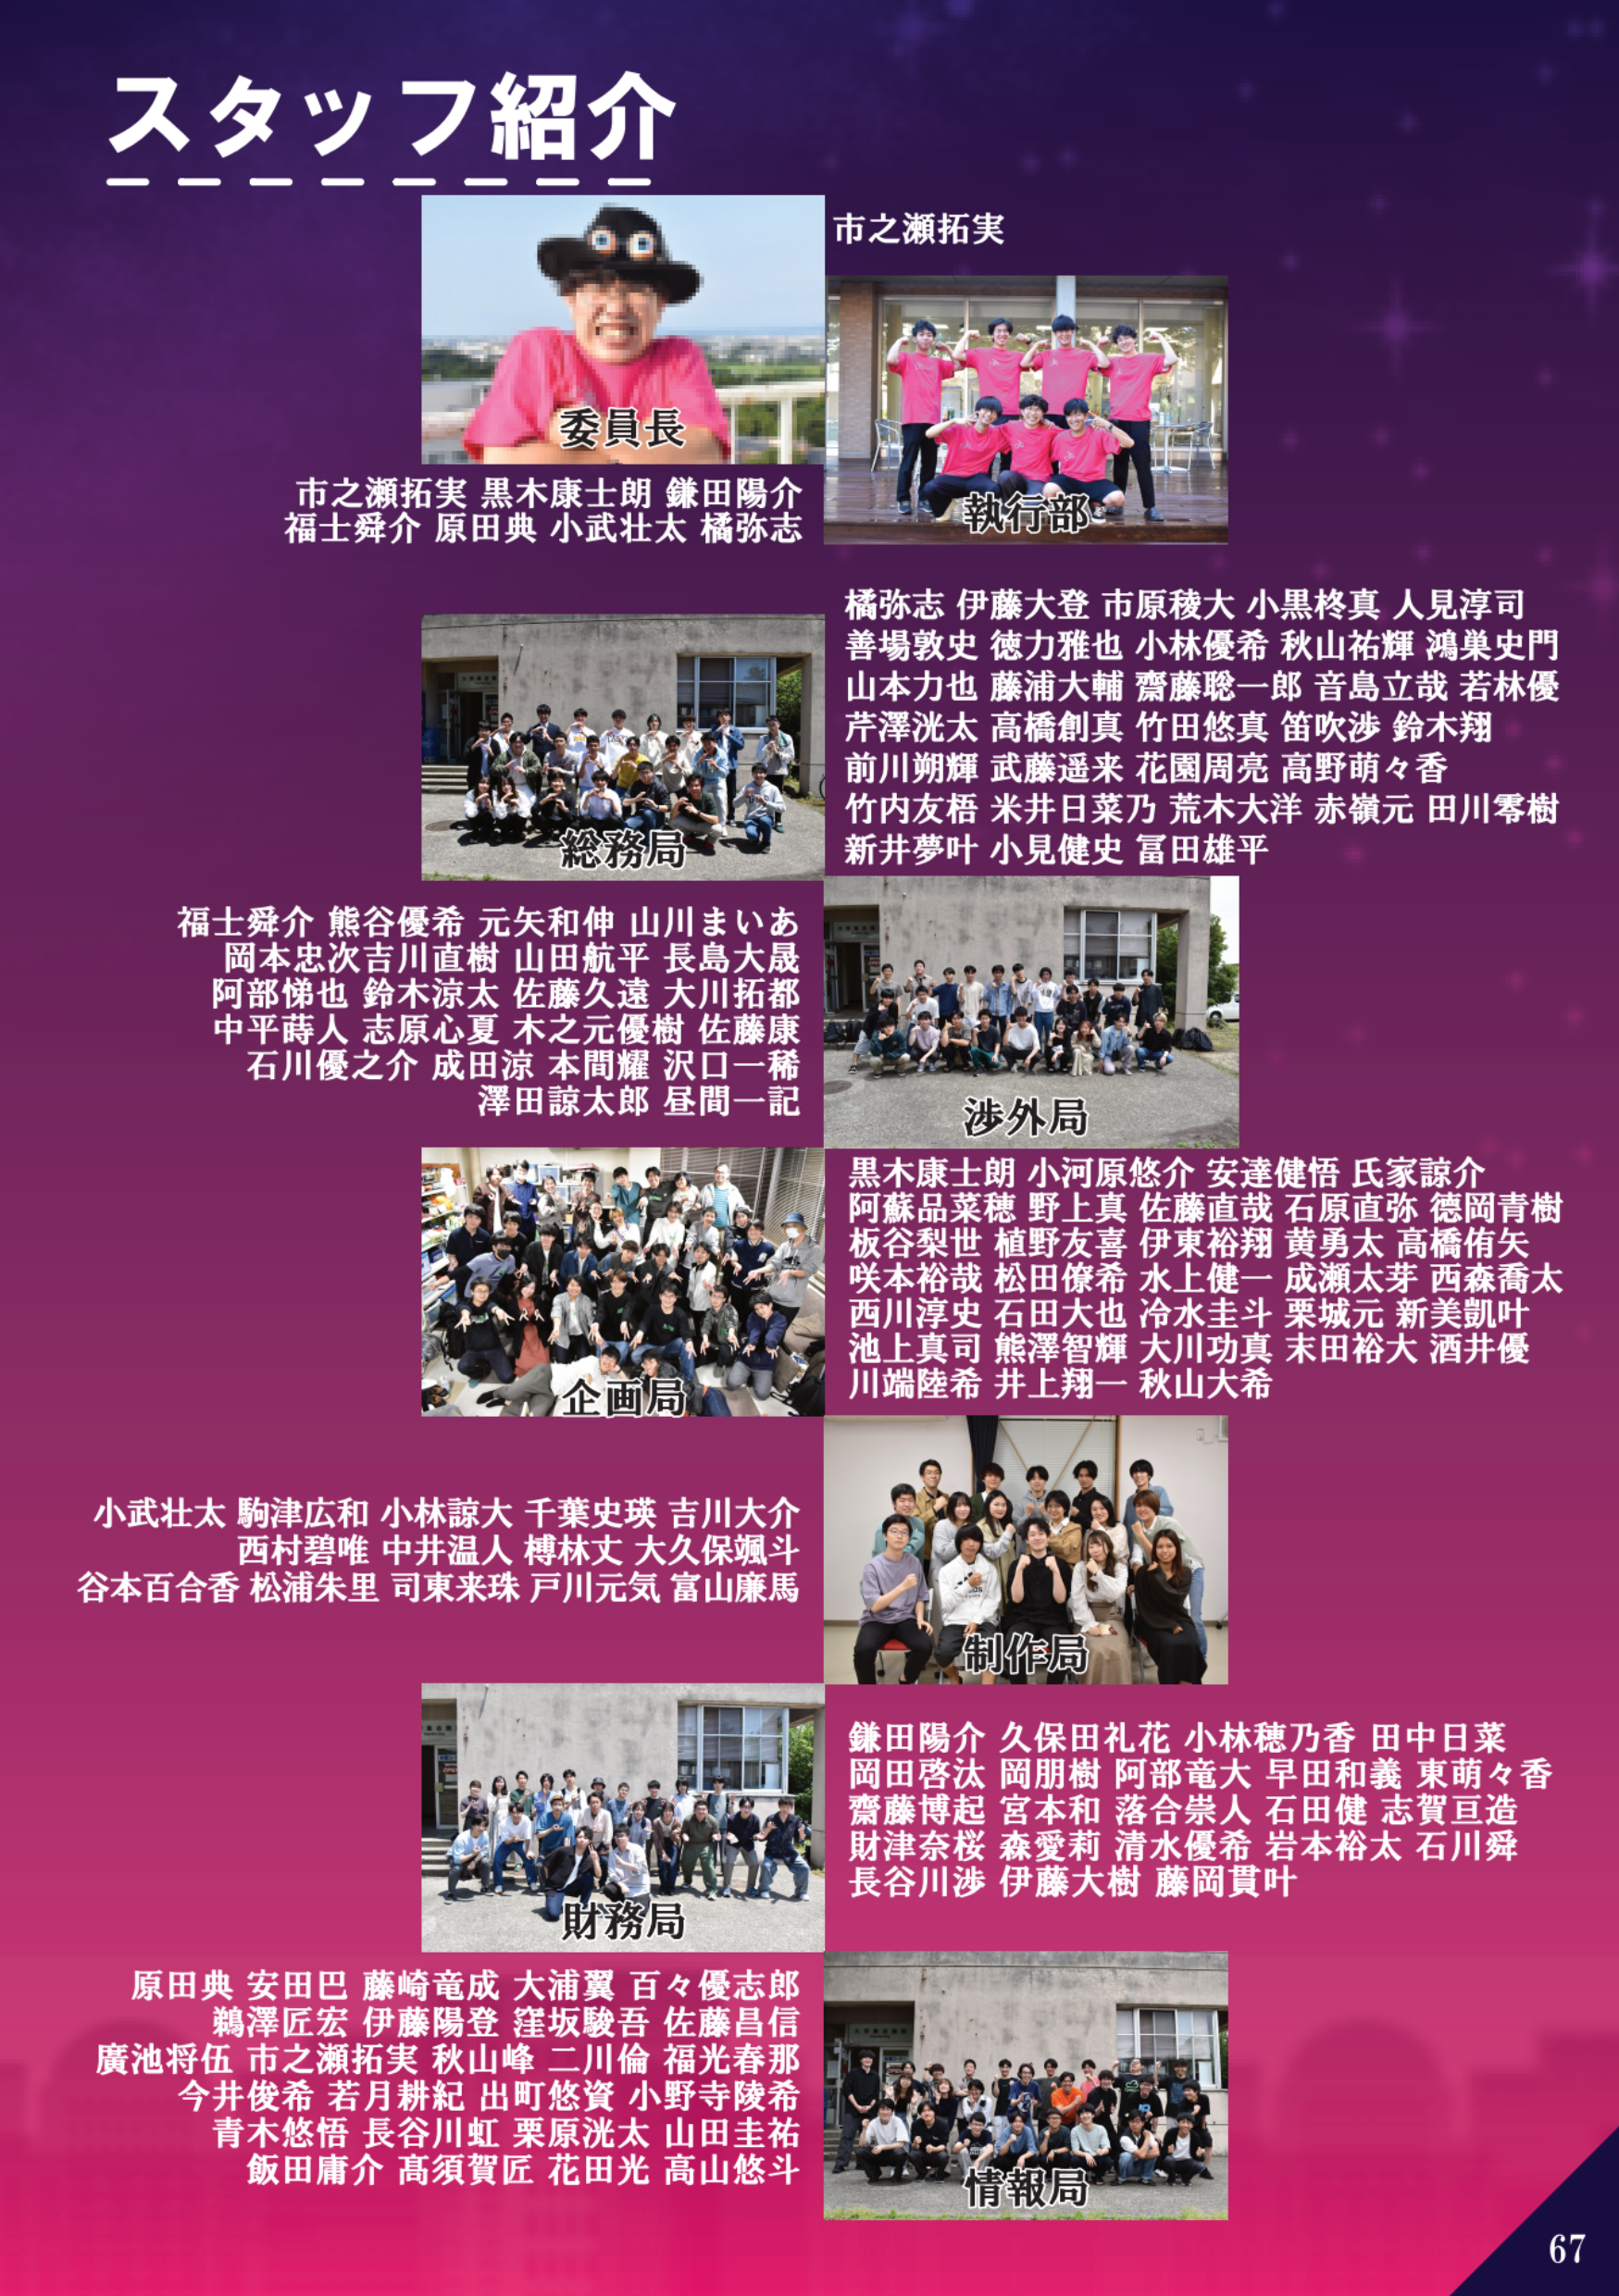 スタッフ紹介
市之瀬拓実
委員長
市之瀬拓実 黒木康士朗 鎌田陽介
福士舜介 原田典 小武壮太 橘弥志
執行部
橘弥志 伊藤大登 市原稜大 小黒柊真 人見淳司
善場敦史 徳力雅也 小林優希 秋山祐輝 鴻巣史門
山本力也 藤浦大輔 齋藤聡一郎 音島立哉 若林優
芹澤洸太 高橋創真 竹田悠真 笛吹渉 鈴木翔
前川朔輝 武藤遥来 花園周亮 高野萌々香
竹内友梧 米井日菜乃 荒木大洋 赤嶺元 田川零樹
新井夢叶 小見健史 冨田雄平
総務局
福士舜介 熊谷優希 元矢和伸 山川まいあ
岡本忠次吉川直樹 山田航平 長島大晟
阿部悌也 鈴木涼太 佐藤久遠 大川拓都
中平蒔人 志原心夏 木之元優樹 佐藤康
石川優之介 成田涼 本間耀 沢口一稀
澤田諒太郎 昼間一記
渉外局
黒木康士朗 小河原悠介 安達健悟 氏家諒介
阿蘇品菜穂 野上真 佐藤直哉 石原直弥 德岡青樹
板谷梨世 植野友喜 伊東裕翔 黄勇太 高橋侑矢
咲本裕哉 松田僚希 水上健一 成瀬太芽 西森喬太
西川淳史 石田大也 冷水圭斗 栗城元 新美凱叶
池上真司 熊澤智輝 大川功真 末田裕大 酒井優
川端陸希 井上翔一 秋山大希
企画局
小武壮太 駒津広和 小林諒大 千葉史瑛 吉川大介
西村碧唯 中井温人 榑林丈 大久保颯斗
谷本百合香 松浦朱里 司東来珠 戸川元気 富山廉馬
制作局
鎌田陽介 久保田礼花 小林穂乃香 田中日菜
岡田啓汰 岡朋樹 阿部竜大 早田和義 東萌々香
齋藤博起 宮本和 落合崇人 石田健 志賀亘造
財津奈桜 森愛莉 清水優希 岩本裕太 石川舜
長谷川渉 伊藤大樹 藤岡貫叶
財務局
原田典 安田巴 藤崎竜成 大浦翼 百々優志郎
鵜澤匠宏 伊藤陽登 窪坂駿吾 佐藤昌信
廣池将伍 市之瀬拓実 秋山峰 二川倫 福光春那
今井俊希 若月耕紀 出町悠資 小野寺陵希
青木悠悟 長谷川虹 栗原洸太 山田圭祐
飯田庸介 髙須賀匠 花田光 高山悠斗
情報局
67